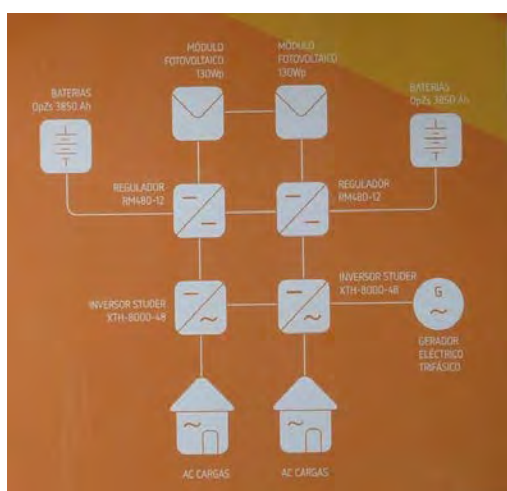 MÓDULO
FOTOVOLTAICO
130Wp
MÓDULO
FOTOVOLTAICO
130Wp
BATERIAS
OpZs 3850 Ah
BATERIAS
OpZs 3850 Ah
REGULADOR
RM480-12
REGULADOR
RM480-12
INVERSOR STUDER
XTH-8000-48
INVERSOR STUDER
XTH-8000-48
G
GERADOR
ELÉCTRICO
TRIFÁSICO
AC CARGAS
AC CARGAS